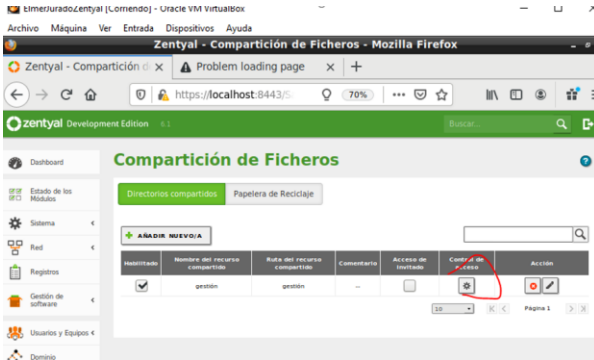 ElmerJuradoZentyal [Corriendo] - Oracle VM VirtualBox
Archivo Máquina Ver Entrada Dispositivos Ayuda
Zentyal - Compartición de Ficheros - Mozilla Firefox
Zentyal - Compartición de
Problem loading page
https://localhost:8443/S
70%
zentyal Development Edition 6.1
Buscar...
Dashboard
Estado de los Módulos
Sistema
Red
Registros
Gestión de software
Usuarios y Equipos
Dominio
Compartición de Ficheros
Directorios compartidos Papelera de Reciclaje
AÑADIR NUEVO/A
Habilitado Nombre del recurso compartido Ruta del recurso compartido Comentario Acceso de invitado Control de acceso Acción
gestión gestión --
10 Página 1